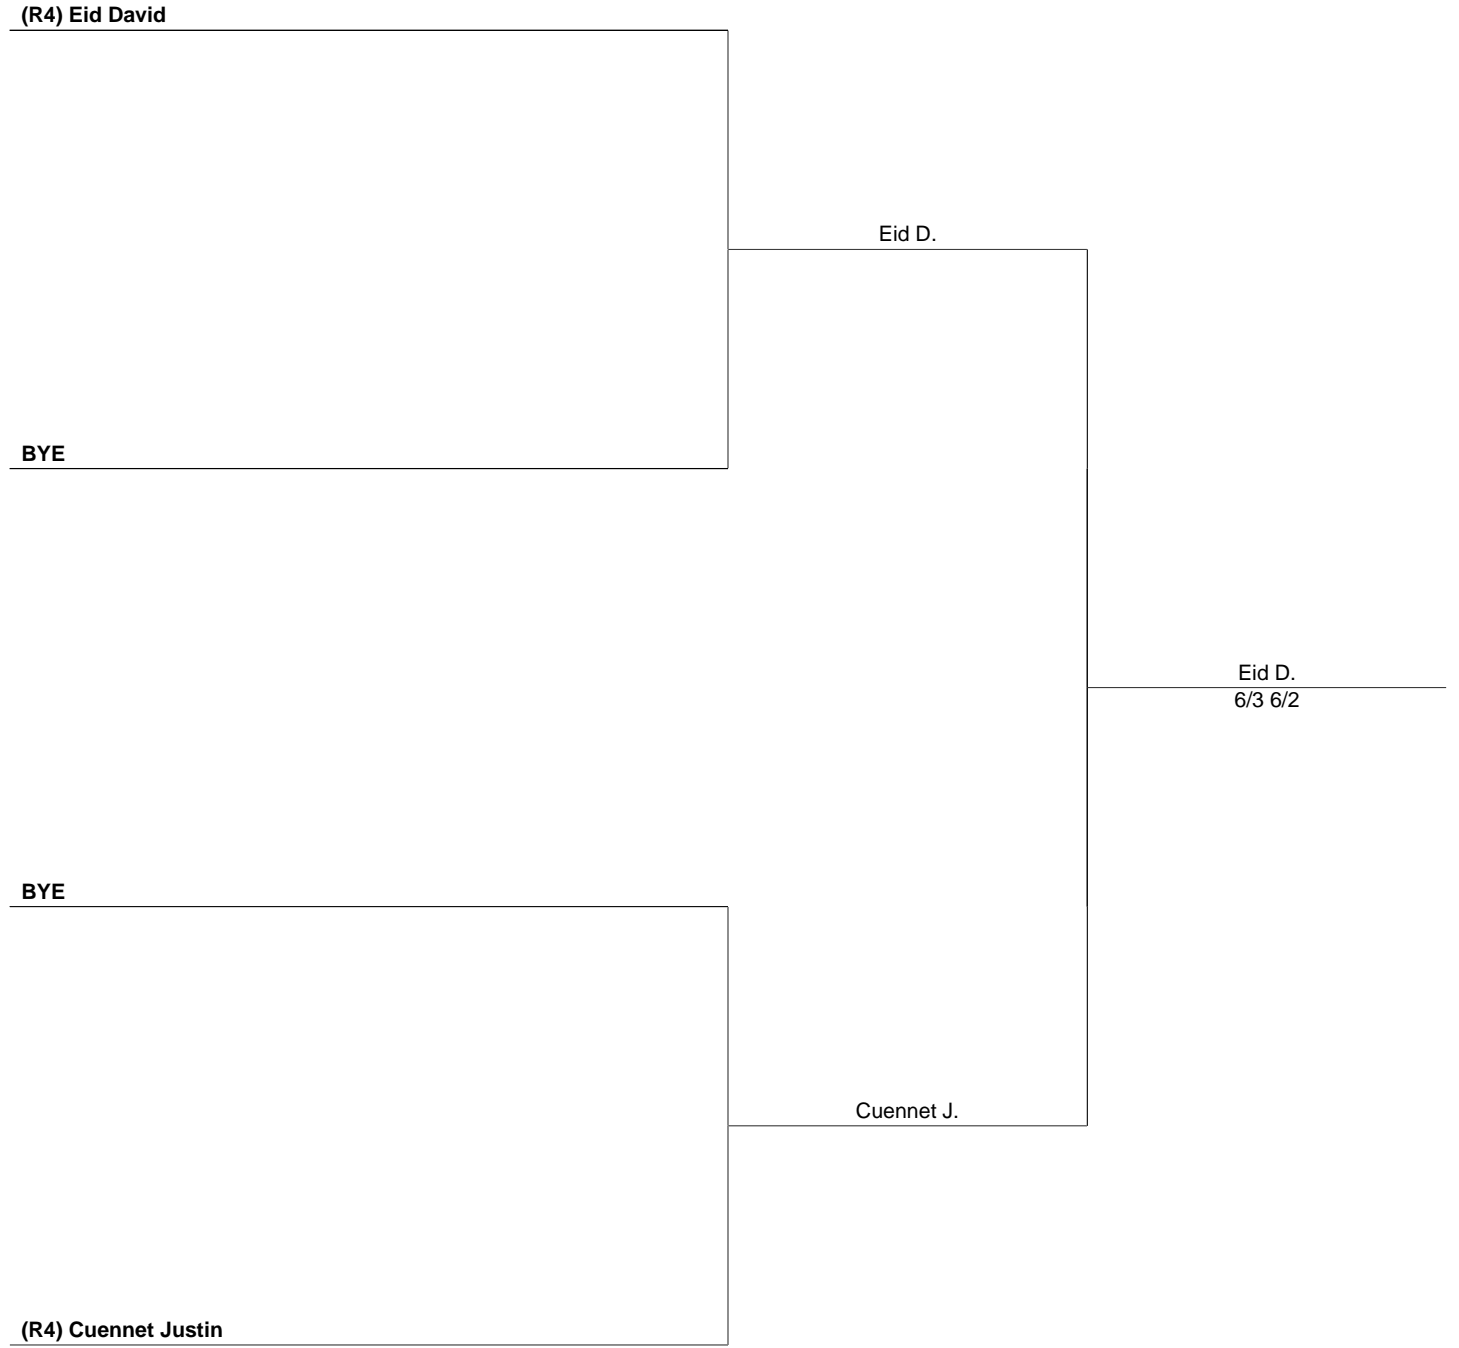 (R4) Eid David
Eid D.
BYE
Eid D.
6/3 6/2
BYE
Cuennet J.
(R4) Cuennet Justin